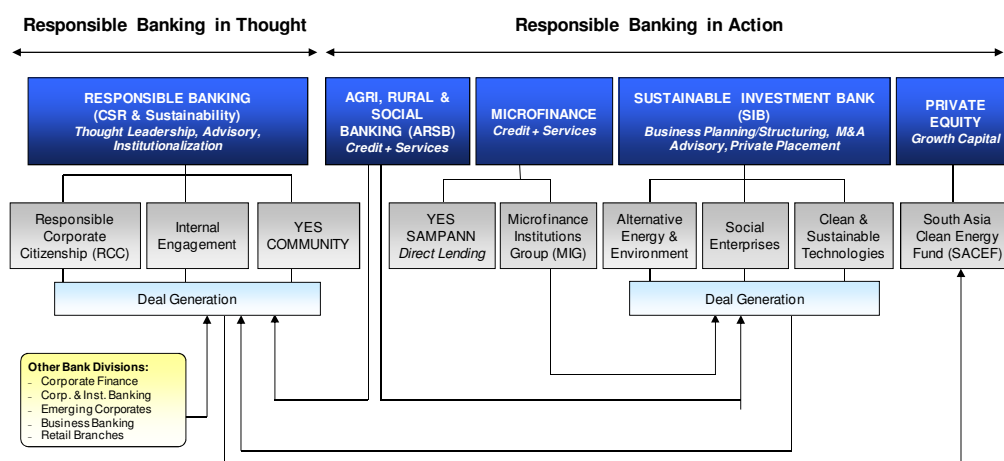 Responsible Banking in Thought
Responsible Banking in Action
RESPONSIBLE BANKING
(CSR & Sustainability)
Thought Leadership, Advisory,
Institutionalization
AGRI, RURAL &
SOCIAL
BANKING (ARSB)
Credit + Services
MICROFINANCE
Credit + Services
SUSTAINABLE INVESTMENT BANK
(SIB)
Business Planning/Structuring, M&A
Advisory, Private Placement
PRIVATE
EQUITY
Growth Capital
Responsible
Corporate
Citizenship (RCC)
Internal
Engagement
YES
COMMUNITY
YES
SAMPANN
Direct Lending
Microfinance
Institutions
Group (MIG)
Alternative
Energy &
Environment
Social
Enterprises
Clean &
Sustainable
Technologies
South Asia
Clean Energy
Fund (SACEF)
Deal Generation
Deal Generation
Other Bank Divisions:
- Corporate Finance
- Corp. & Inst. Banking
- Emerging Corporates
- Business Banking
- Retail Branches